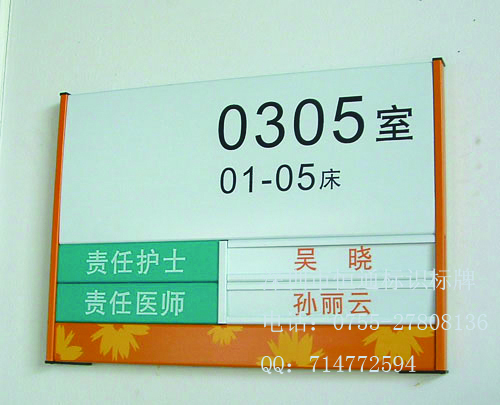 0305室
01-05床
责任护士 吴 晓
责任医师 孙丽云
电话：0755-27808136
QQ：714772594